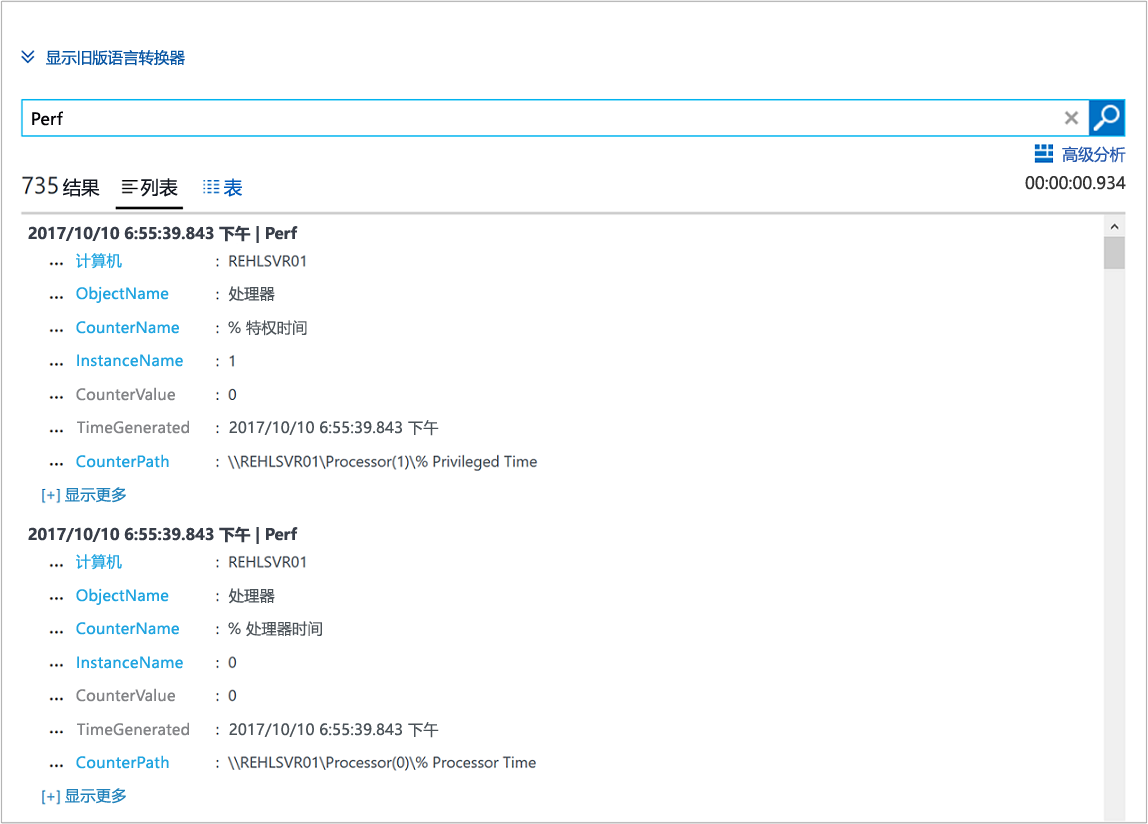 显示旧版语言转换器
Perf
高级分析
735 结果 列表 表 00:00:00.934
2017/10/10 6:55:39.843 下午 | Perf
... 计算机 : REHLSVR01
... ObjectName : 处理器
... CounterName : % 特权时间
... InstanceName : 1
... CounterValue : 0
... TimeGenerated : 2017/10/10 6:55:39.843 下午
... CounterPath : \\REHLSVR01\Processor(1)\% Privileged Time
[+] 显示更多
2017/10/10 6:55:39.843 下午 | Perf
... 计算机 : REHLSVR01
... ObjectName : 处理器
... CounterName : % 处理器时间
... InstanceName : 0
... CounterValue : 0
... TimeGenerated : 2017/10/10 6:55:39.843 下午
... CounterPath : \\REHLSVR01\Processor(0)\% Processor Time
[+] 显示更多